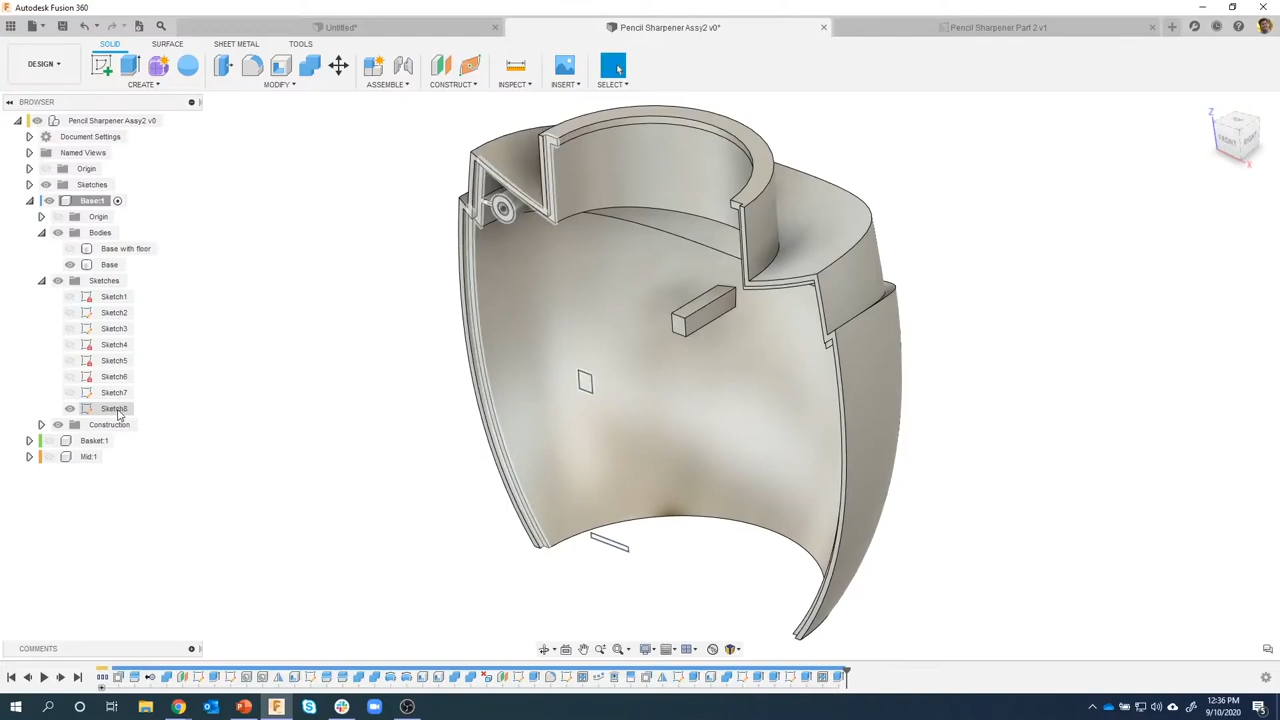 Autodesk Fusion 360
Untitled*
Pencil Sharpener Assy2 v0*
Pencil Sharpener Part 2 v1
DESIGN
SOLID SURFACE SHEET METAL TOOLS
CREATE MODIFY ASSEMBLE CONSTRUCT INSPECT INSERT SELECT
BROWSER
Pencil Sharpener Assy2 v0
Document Settings
Named Views
Origin
Sketches
Base:1
Origin
Bodies
Base with floor
Base
Sketches
Sketch1
Sketch2
Sketch3
Sketch4
Sketch5
Sketch6
Sketch7
Sketch8
Construction
Basket:1
Mid:1
Z
FRONT RIGHT
X
COMMENTS
12:36 PM
9/10/2020